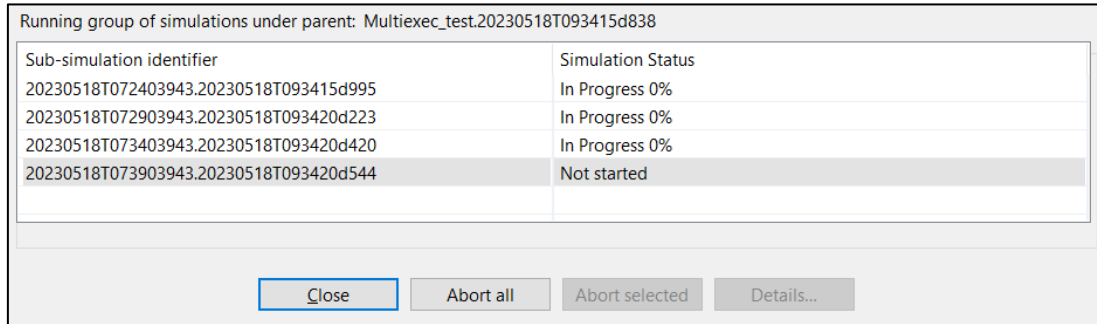 Running group of simulations under parent: Multiexec_test.20230518T093415d838
Sub-simulation identifier Simulation Status
20230518T072403943.20230518T093415d995 In Progress 0%
20230518T072903943.20230518T093420d223 In Progress 0%
20230518T073403943.20230518T093420d420 In Progress 0%
20230518T073903943.20230518T093420d544 Not started
Close Abort all Abort selected Details...